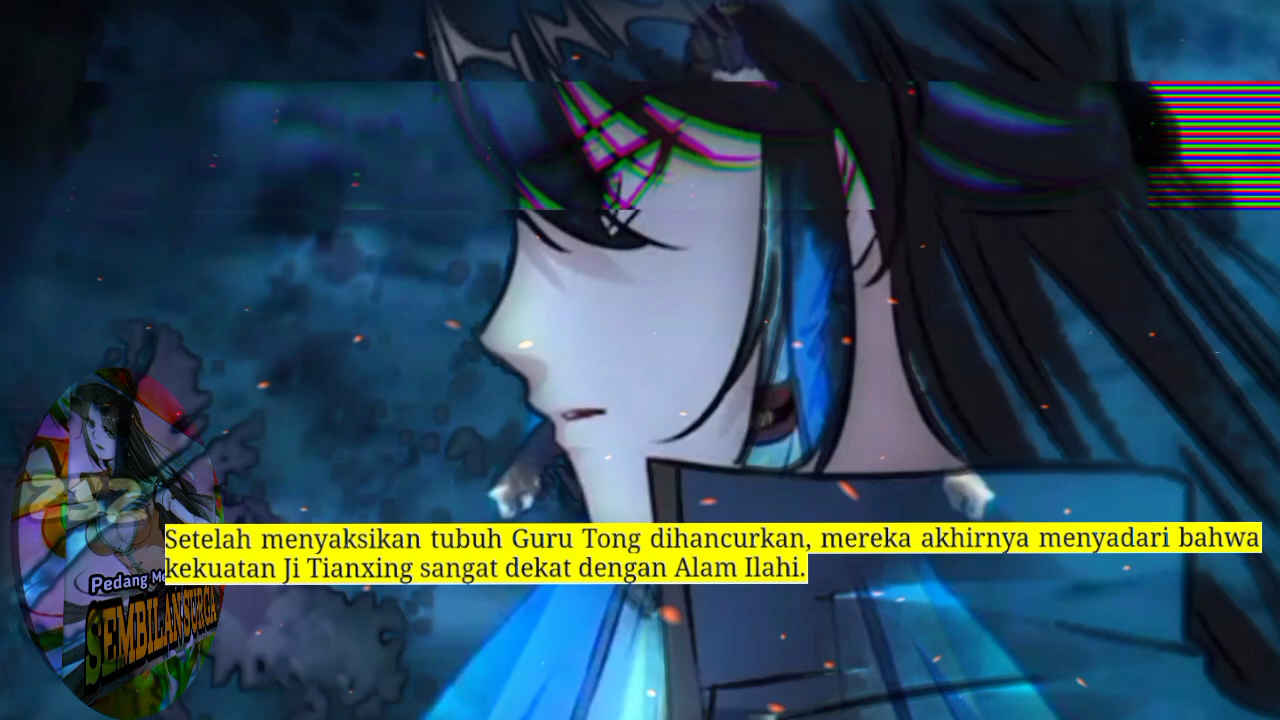 Setelah menyaksikan tubuh Guru Tong dihancurkan, mereka akhirnya menyadari bahwa
kekuatan Ji Tianxing sangat dekat dengan Alam Ilahi.
Pedang
SEMBILAN SURGA